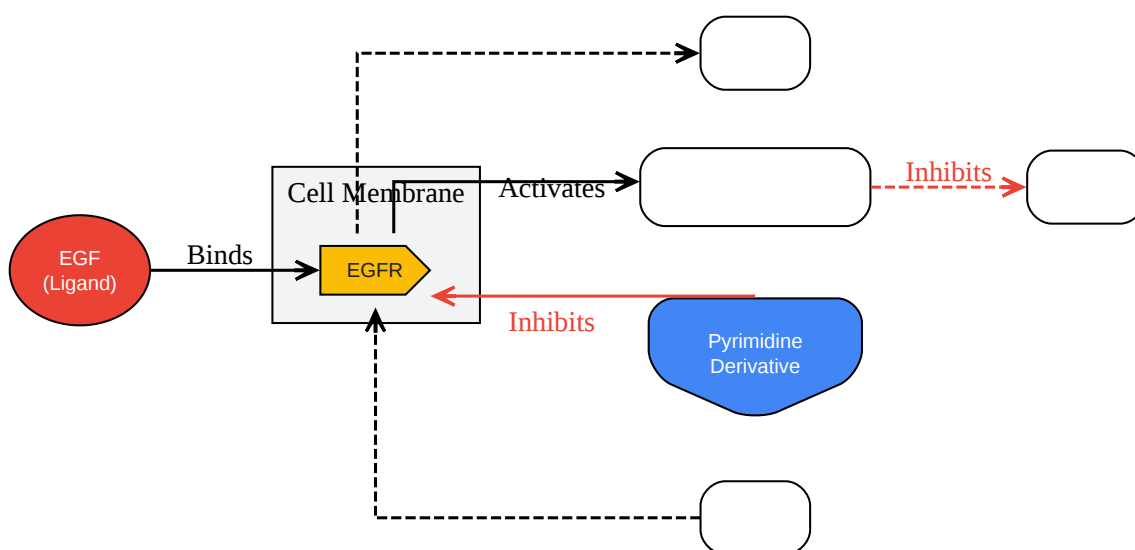 Inhibits
Cell Membrane
Activates
Binds
EGF
(Ligand)
EGFR
Inhibits
Pyrimidine
Derivative